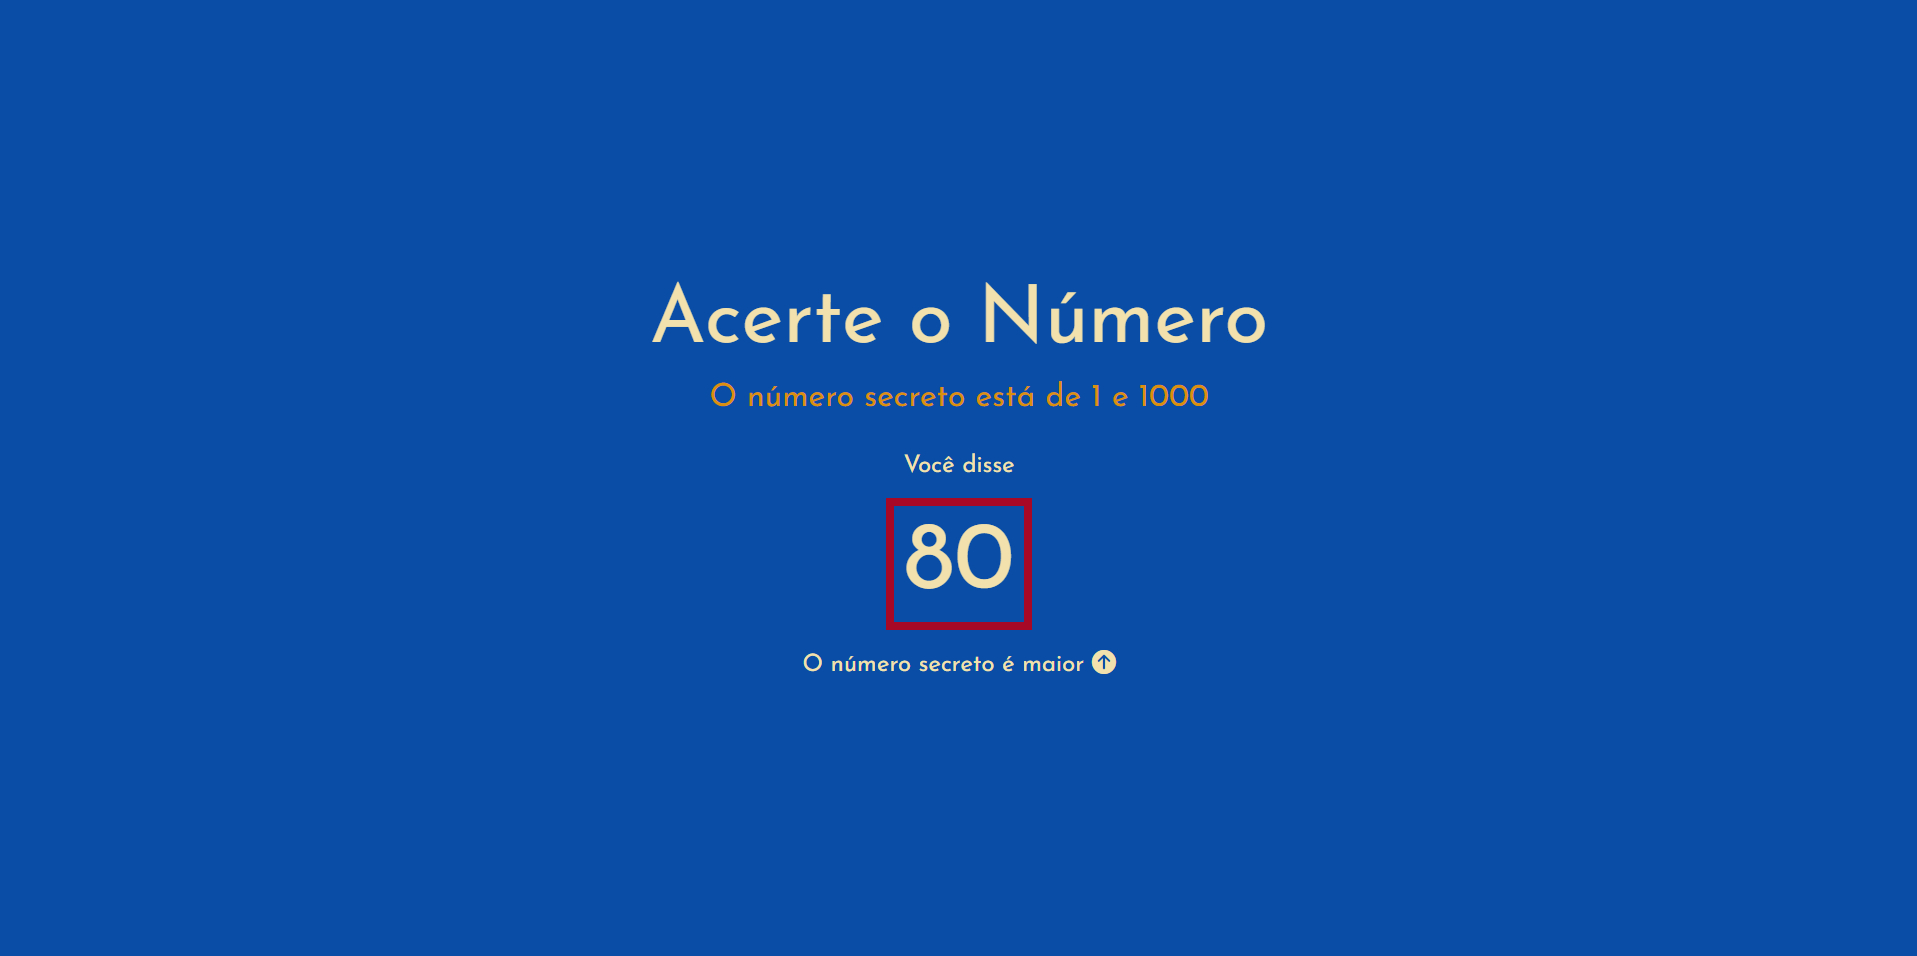 Acerte o Número
O número secreto está de 1 e 1000
Você disse
80
O número secreto é maior